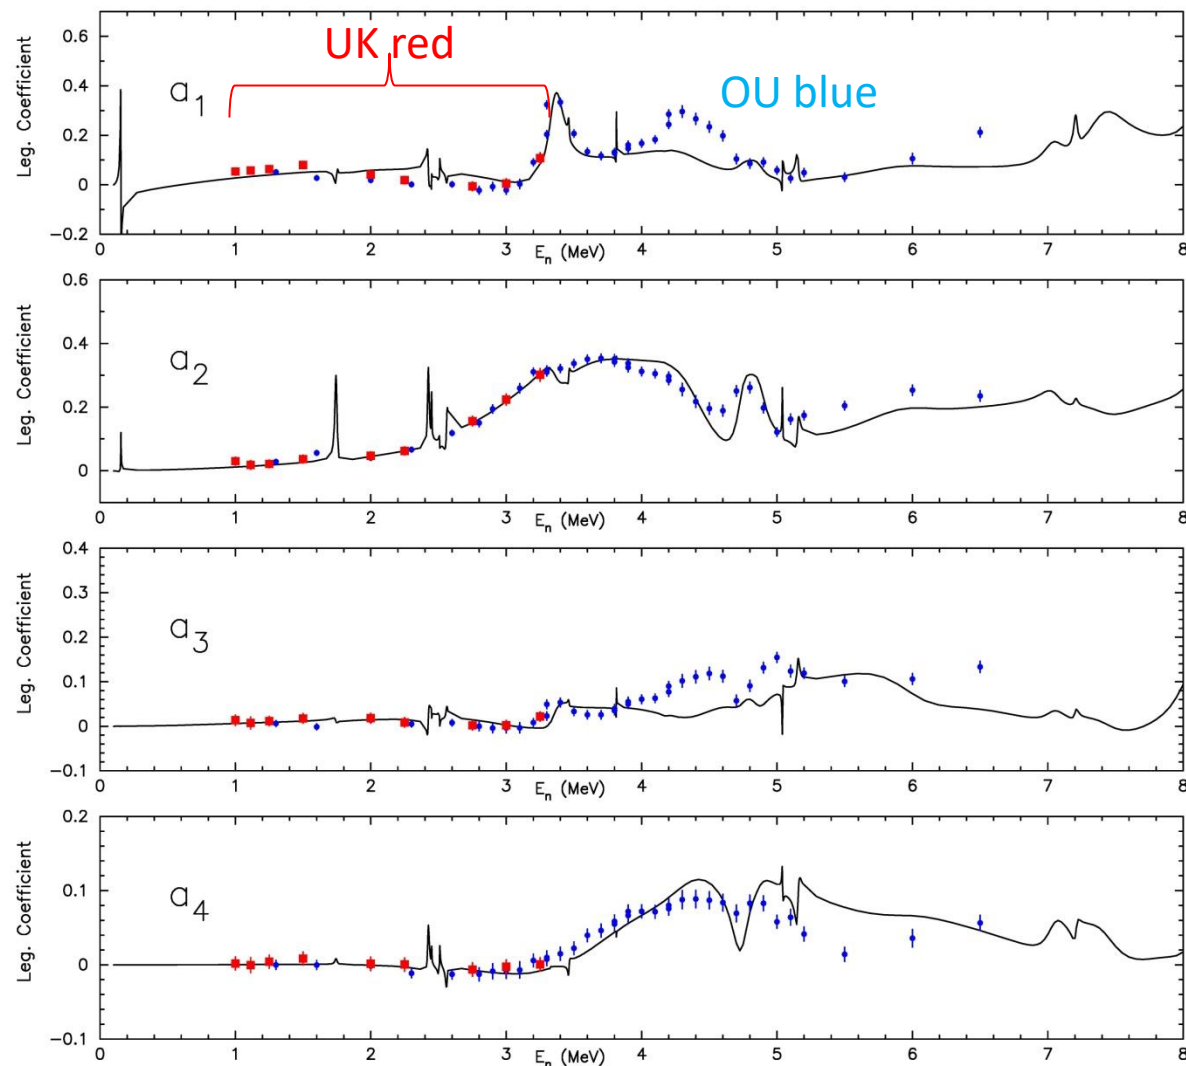 UK red
OU blue
a1
Leg. Coefficient
0.6
0.4
0.2
0
-0.2
0 1 2 3 4 5 6 7 8
En (MeV)
a2
Leg. Coefficient
0.6
0.4
0.2
0
0 1 2 3 4 5 6 7 8
En (MeV)
a3
Leg. Coefficient
0.4
0.3
0.2
0.1
0
-0.1
0 1 2 3 4 5 6 7 8
En (MeV)
a4
Leg. Coefficient
0.2
0.1
0
-0.1
0 1 2 3 4 5 6 7 8
En (MeV)